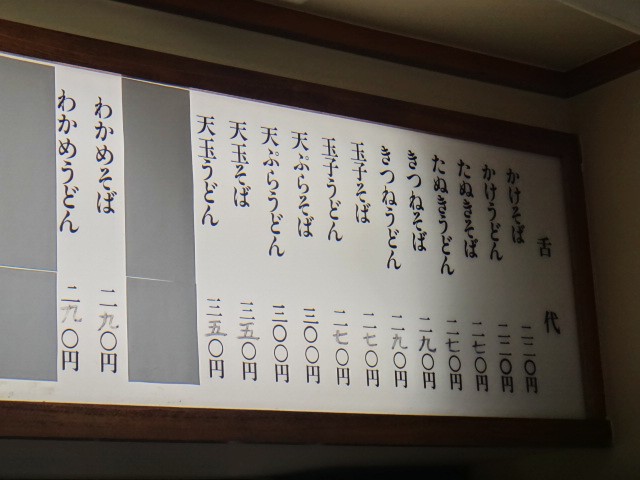 舌代
かけそば 二二〇円
かけうどん 二二〇円
たぬきそば 二七〇円
たぬきうどん 二七〇円
きつねそば 二九〇円
きつねうどん 二九〇円
玉子そば 二七〇円
玉子うどん 二七〇円
天ぷらそば 三〇〇円
天ぷらうどん 三〇〇円
天玉そば 三五〇円
天玉うどん 三五〇円
わかめそば 二九〇円
わかめうどん 二九〇円